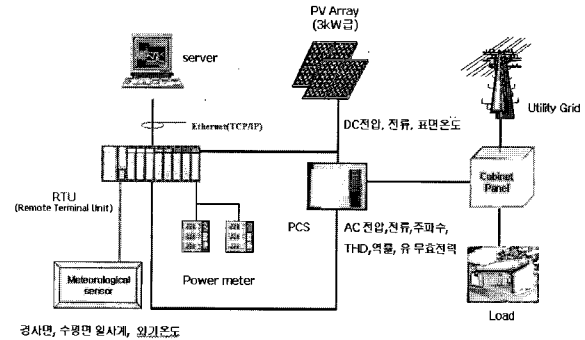 PV Array
(3kW급)
server
Ethernet(TCP/IP)
DC전압, 전류, 표면온도
Utility Grid
RTU
(Remote Terminal Unit)
PCS
AC 전압,전류,주파수,
THD,역률, 유 무효전력
Cabinet
Panel
Power meter
Meteorological
sensor
Load
경사면, 수평면 일사계, 외기온도